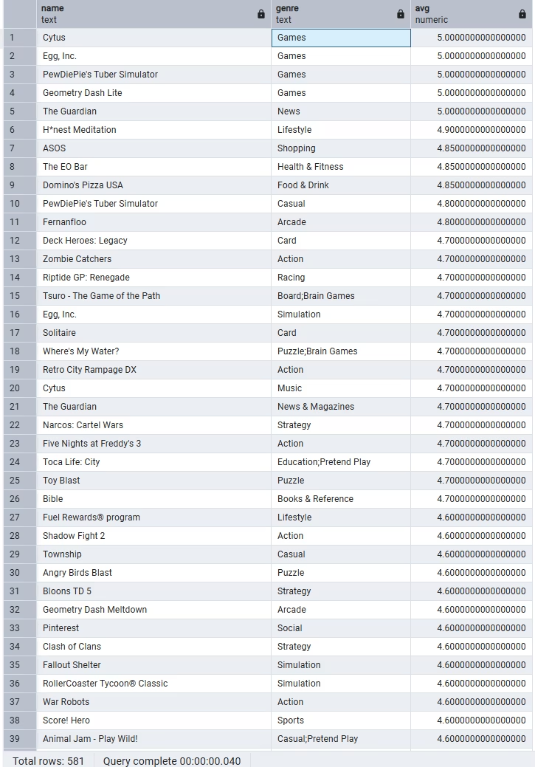 name genre avg
text text numeric
1 Cytus Games 5.0000000000000000
2 Egg, Inc. Games 5.0000000000000000
3 PewDiePie's Tuber Simulator Games 5.0000000000000000
4 Geometry Dash Lite Games 5.0000000000000000
5 The Guardian News 5.0000000000000000
6 H*nest Meditation Lifestyle 4.9000000000000000
7 ASOS Shopping 4.8500000000000000
8 The EO Bar Health & Fitness 4.8500000000000000
9 Domino's Pizza USA Food & Drink 4.8500000000000000
10 PewDiePie's Tuber Simulator Casual 4.8000000000000000
11 Fernanfloo Arcade 4.8000000000000000
12 Deck Heroes: Legacy Card 4.7000000000000000
13 Zombie Catchers Action 4.7000000000000000
14 Riptide GP: Renegade Racing 4.7000000000000000
15 Tsuro - The Game of the Path Board;Brain Games 4.7000000000000000
16 Egg, Inc. Simulation 4.7000000000000000
17 Solitaire Card 4.7000000000000000
18 Where's My Water? Puzzle;Brain Games 4.7000000000000000
19 Retro City Rampage DX Action 4.7000000000000000
20 Cytus Music 4.7000000000000000
21 The Guardian News & Magazines 4.7000000000000000
22 Narcos: Cartel Wars Strategy 4.7000000000000000
23 Five Nights at Freddy's 3 Action 4.7000000000000000
24 Toca Life: City Education;Pretend Play 4.7000000000000000
25 Toy Blast Puzzle 4.7000000000000000
26 Bible Books & Reference 4.7000000000000000
27 Fuel Rewards® program Lifestyle 4.6000000000000000
28 Shadow Fight 2 Action 4.6000000000000000
29 Township Casual 4.6000000000000000
30 Angry Birds Blast Puzzle 4.6000000000000000
31 Bloons TD 5 Strategy 4.6000000000000000
32 Geometry Dash Meltdown Arcade 4.6000000000000000
33 Pinterest Social 4.6000000000000000
34 Clash of Clans Strategy 4.6000000000000000
35 Fallout Shelter Simulation 4.6000000000000000
36 RollerCoaster Tycoon® Classic Simulation 4.6000000000000000
37 War Robots Action 4.6000000000000000
38 Score! Hero Sports 4.6000000000000000
39 Animal Jam - Play Wild! Casual;Pretend Play 4.6000000000000000
Total rows: 581 Query complete 00:00:00.040